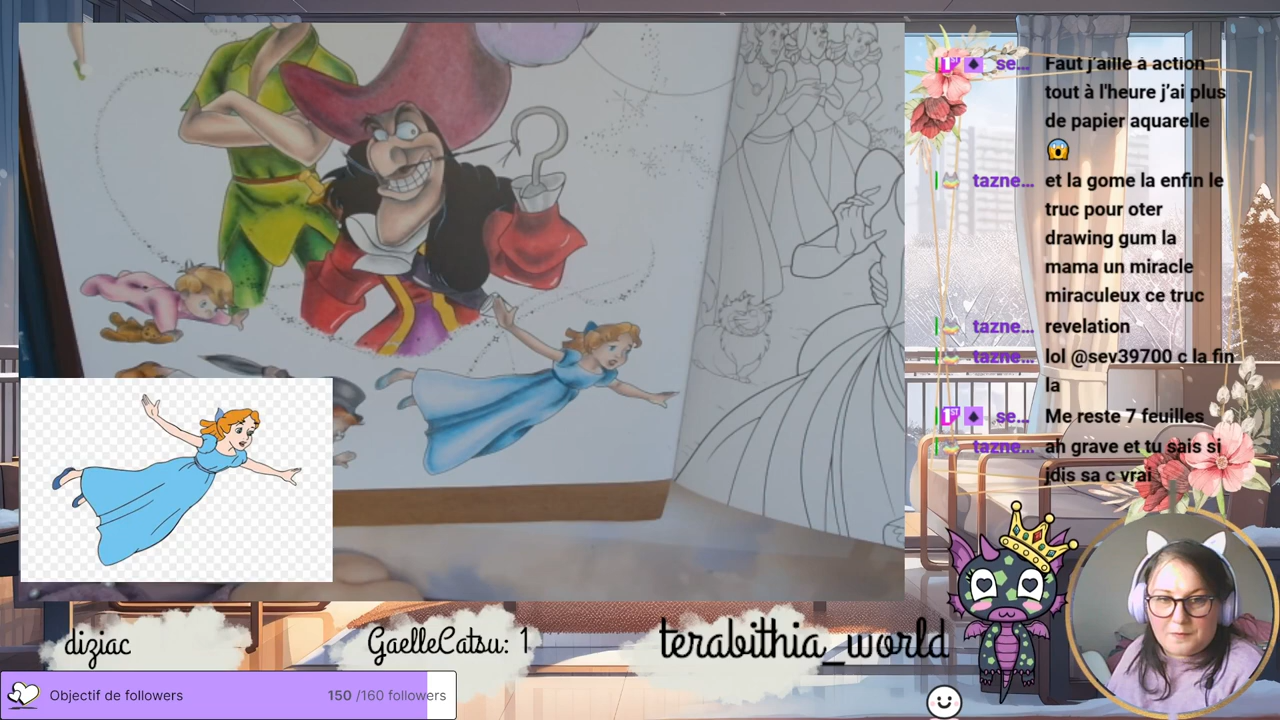 1ST se... Faut j'aille à action
tout à l'heure j'ai plus
de papier aquarelle
😱
tazne... et la gome la enfin le
truc pour oter
drawing gum la
mama un miracle
miraculeux ce truc
tazne... revelation
tazne... lol @sev39700 c la fin
la
1ST se... Me reste 7 feuilles
tazne... ah grave et tu sais si
jdis sa c vrai
diziac
GaelleCatsu: 1
terabithia_world
Objectif de followers 150 /160 followers